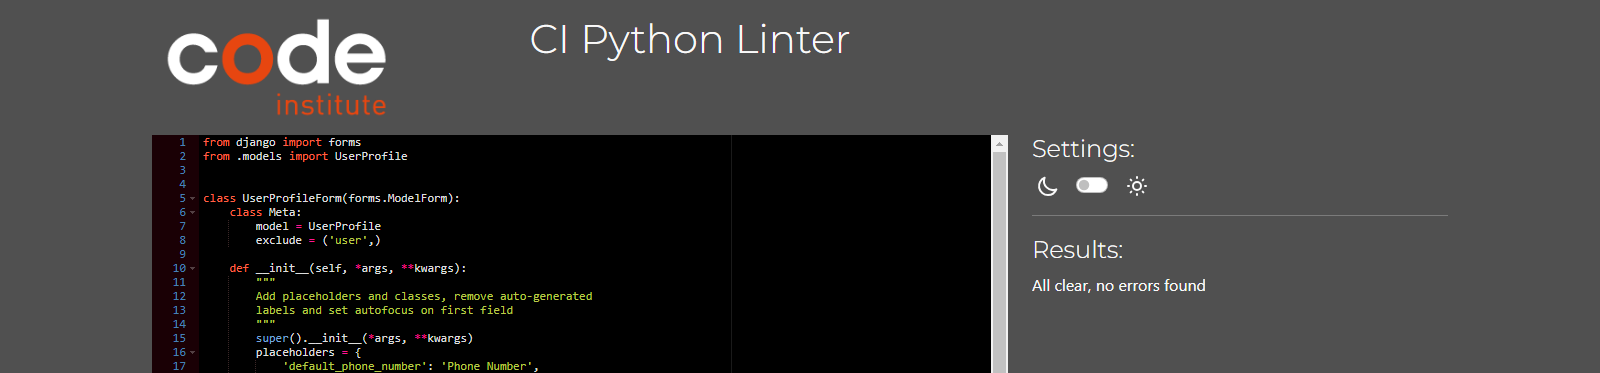 code
institute
CI Python Linter
1 from django import forms
2 from .models import UserProfile
3
4
5 class UserProfileForm(forms.ModelForm):
6     class Meta:
7         model = UserProfile
8         exclude = ('user',)
9
10     def __init__(self, *args, **kwargs):
11         """
12         Add placeholders and classes, remove auto-generated
13         labels and set autofocus on first field
14         """
15         super().__init__(*args, **kwargs)
16         placeholders = {
17             'default_phone_number': 'Phone Number',
Settings:
Results:
All clear, no errors found